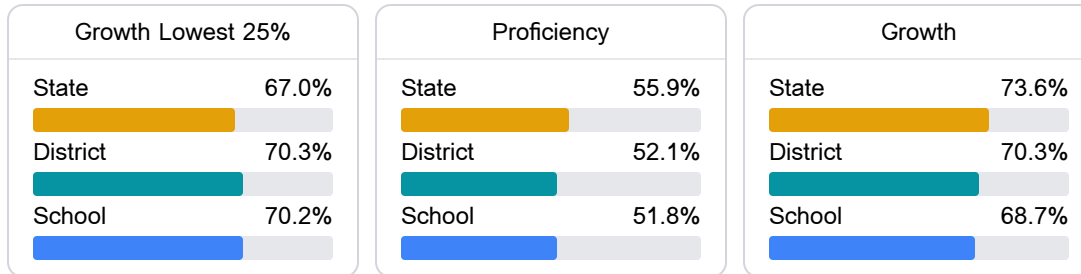 Growth Lowest 25%
State 67.0%
District 70.3%
School 70.2%
Proficiency
State 55.9%
District 52.1%
School 51.8%
Growth
State 73.6%
District 70.3%
School 68.7%